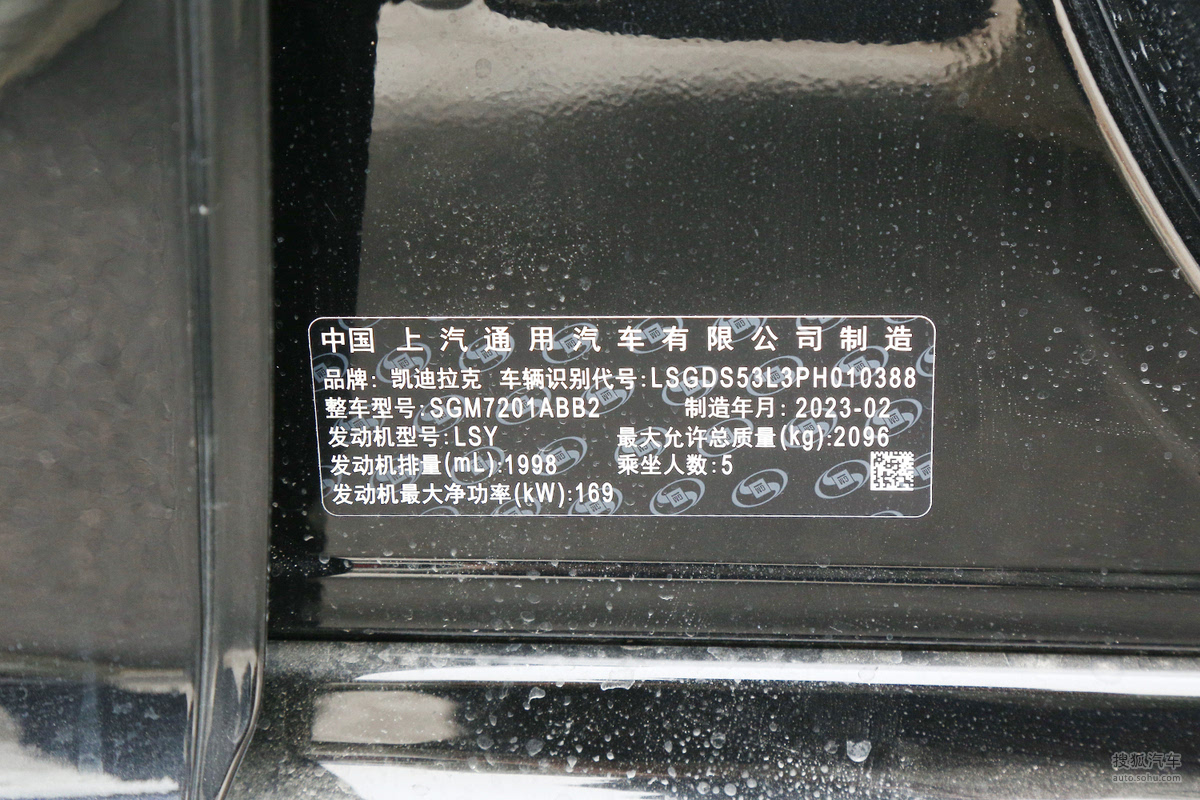 中国 上汽通用汽车有限公司制造
品牌: 凯迪拉克 车辆识别代号:LSGDS53L3PH010388
整车型号:SGM7201ABB2 制造年月: 2023-02
发动机型号:LSY 最大允许总质量(kg):2096
发动机排量(mL):1998 乘坐人数:5
发动机最大净功率(kW):169
搜狐汽车
auto.sohu.com